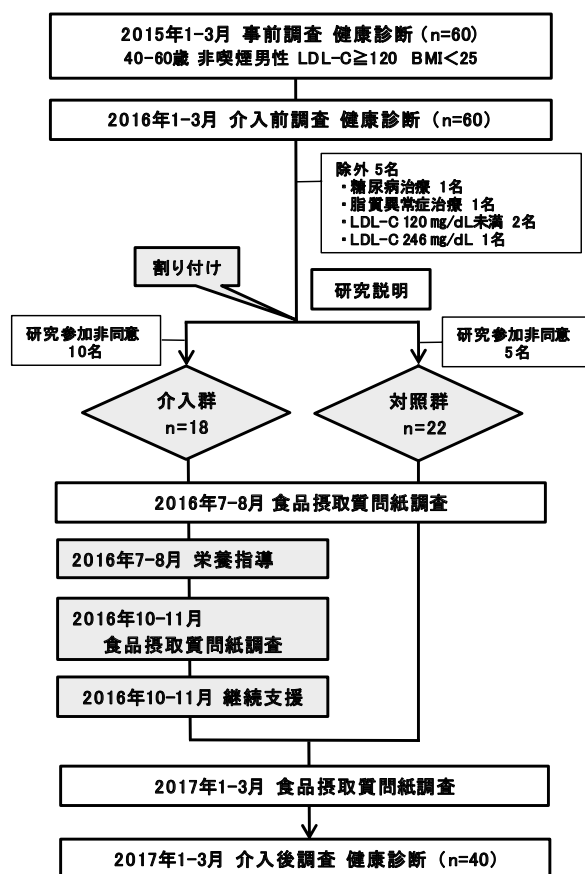 2015年1-3月 事前調査 健康診断 (n=60)
40-60歳 非喫煙男性 LDL-C≧120 BMI<25
2016年1-3月 介入前調査 健康診断 (n=60)
除外 5名
・糖尿病治療 1名
・脂質異常症治療 1名
・LDL-C 120 mg/dL未満 2名
・LDL-C 246 mg/dL 1名
割り付け
研究説明
研究参加非同意
10名
研究参加非同意
5名
介入群
n=18
対照群
n=22
2016年7-8月 食品摂取質問紙調査
2016年7-8月 栄養指導
2016年10-11月
食品摂取質問紙調査
2016年10-11月 継続支援
2017年1-3月 食品摂取質問紙調査
2017年1-3月 介入後調査 健康診断 (n=40)